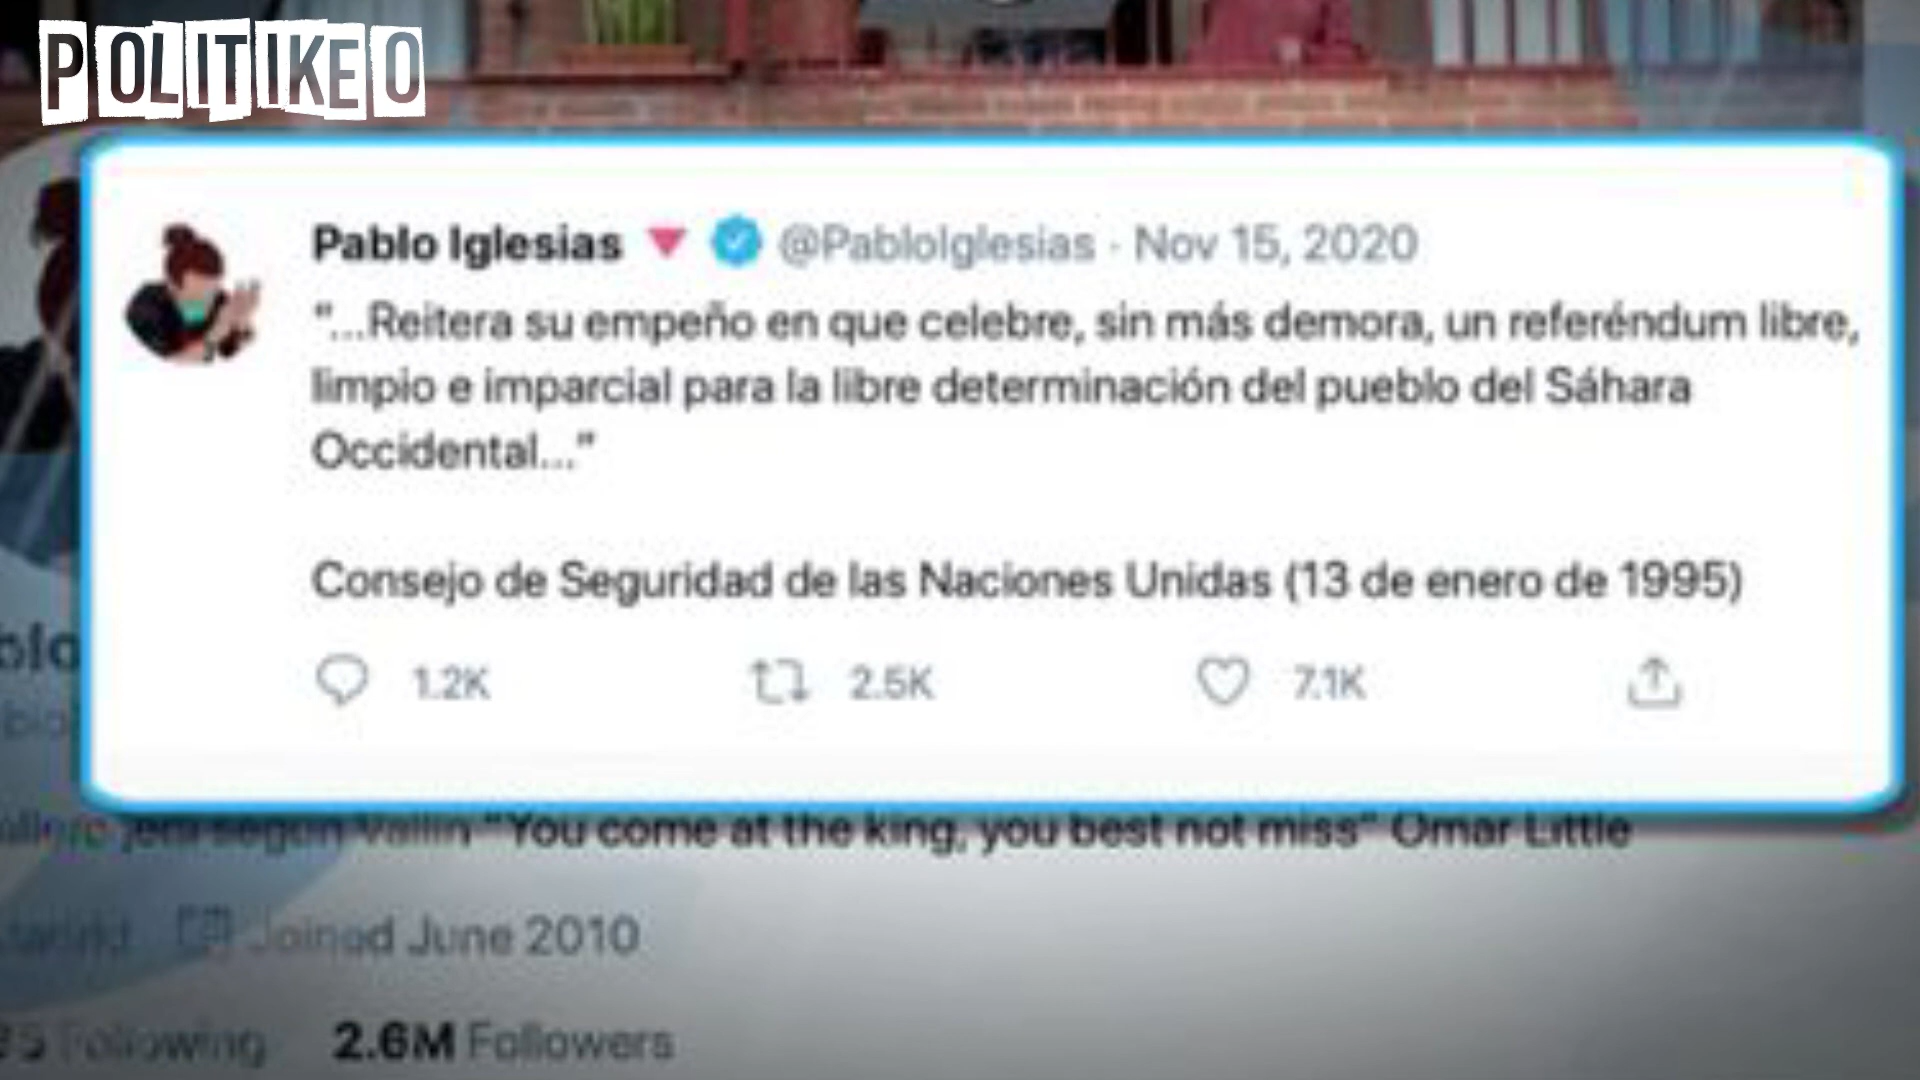 POLITIKEO
Pablo Iglesias @PabloIglesias · Nov 15, 2020
“...Reitera su empeño en que celebre, sin más demora, un referéndum libre,
limpio e imparcial para la libre determinación del pueblo del Sáhara
Occidental...”
Consejo de Seguridad de las Naciones Unidas (13 de enero de 1995)
1.2K 2.5K 7.1K
según Vallín “You come at the king, you best not miss” Omar Little
Joined June 2010
Following 2.6M Followers